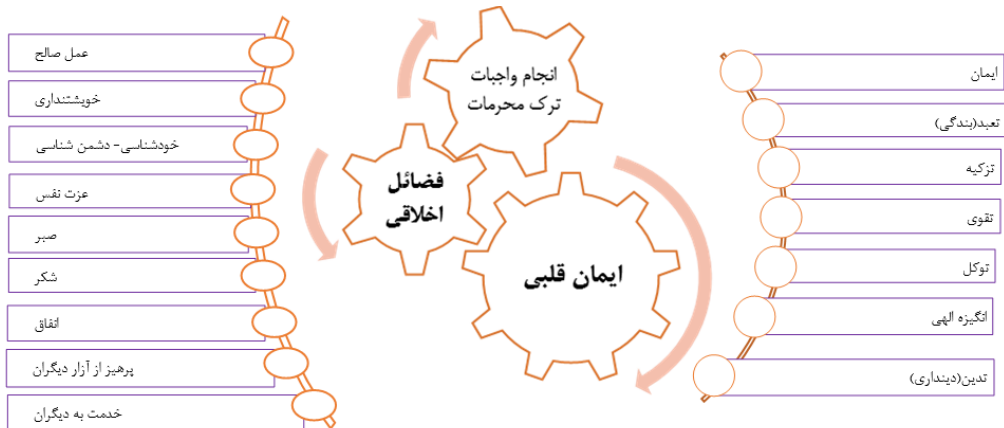 ایمان
تعبد(بندگی)
تزکیه
تقوی
توکل
انگیزه الهی
تدین(دینداری)
انجام واجبات
ترک محرمات
فضائل
اخلاقی
ایمان قلبی
عمل صالح
خویشتنداری
خودشناسی- دشمن شناسی
عزت نفس
صبر
شکر
انفاق
پرهیز از آزار دیگران
خدمت به دیگران